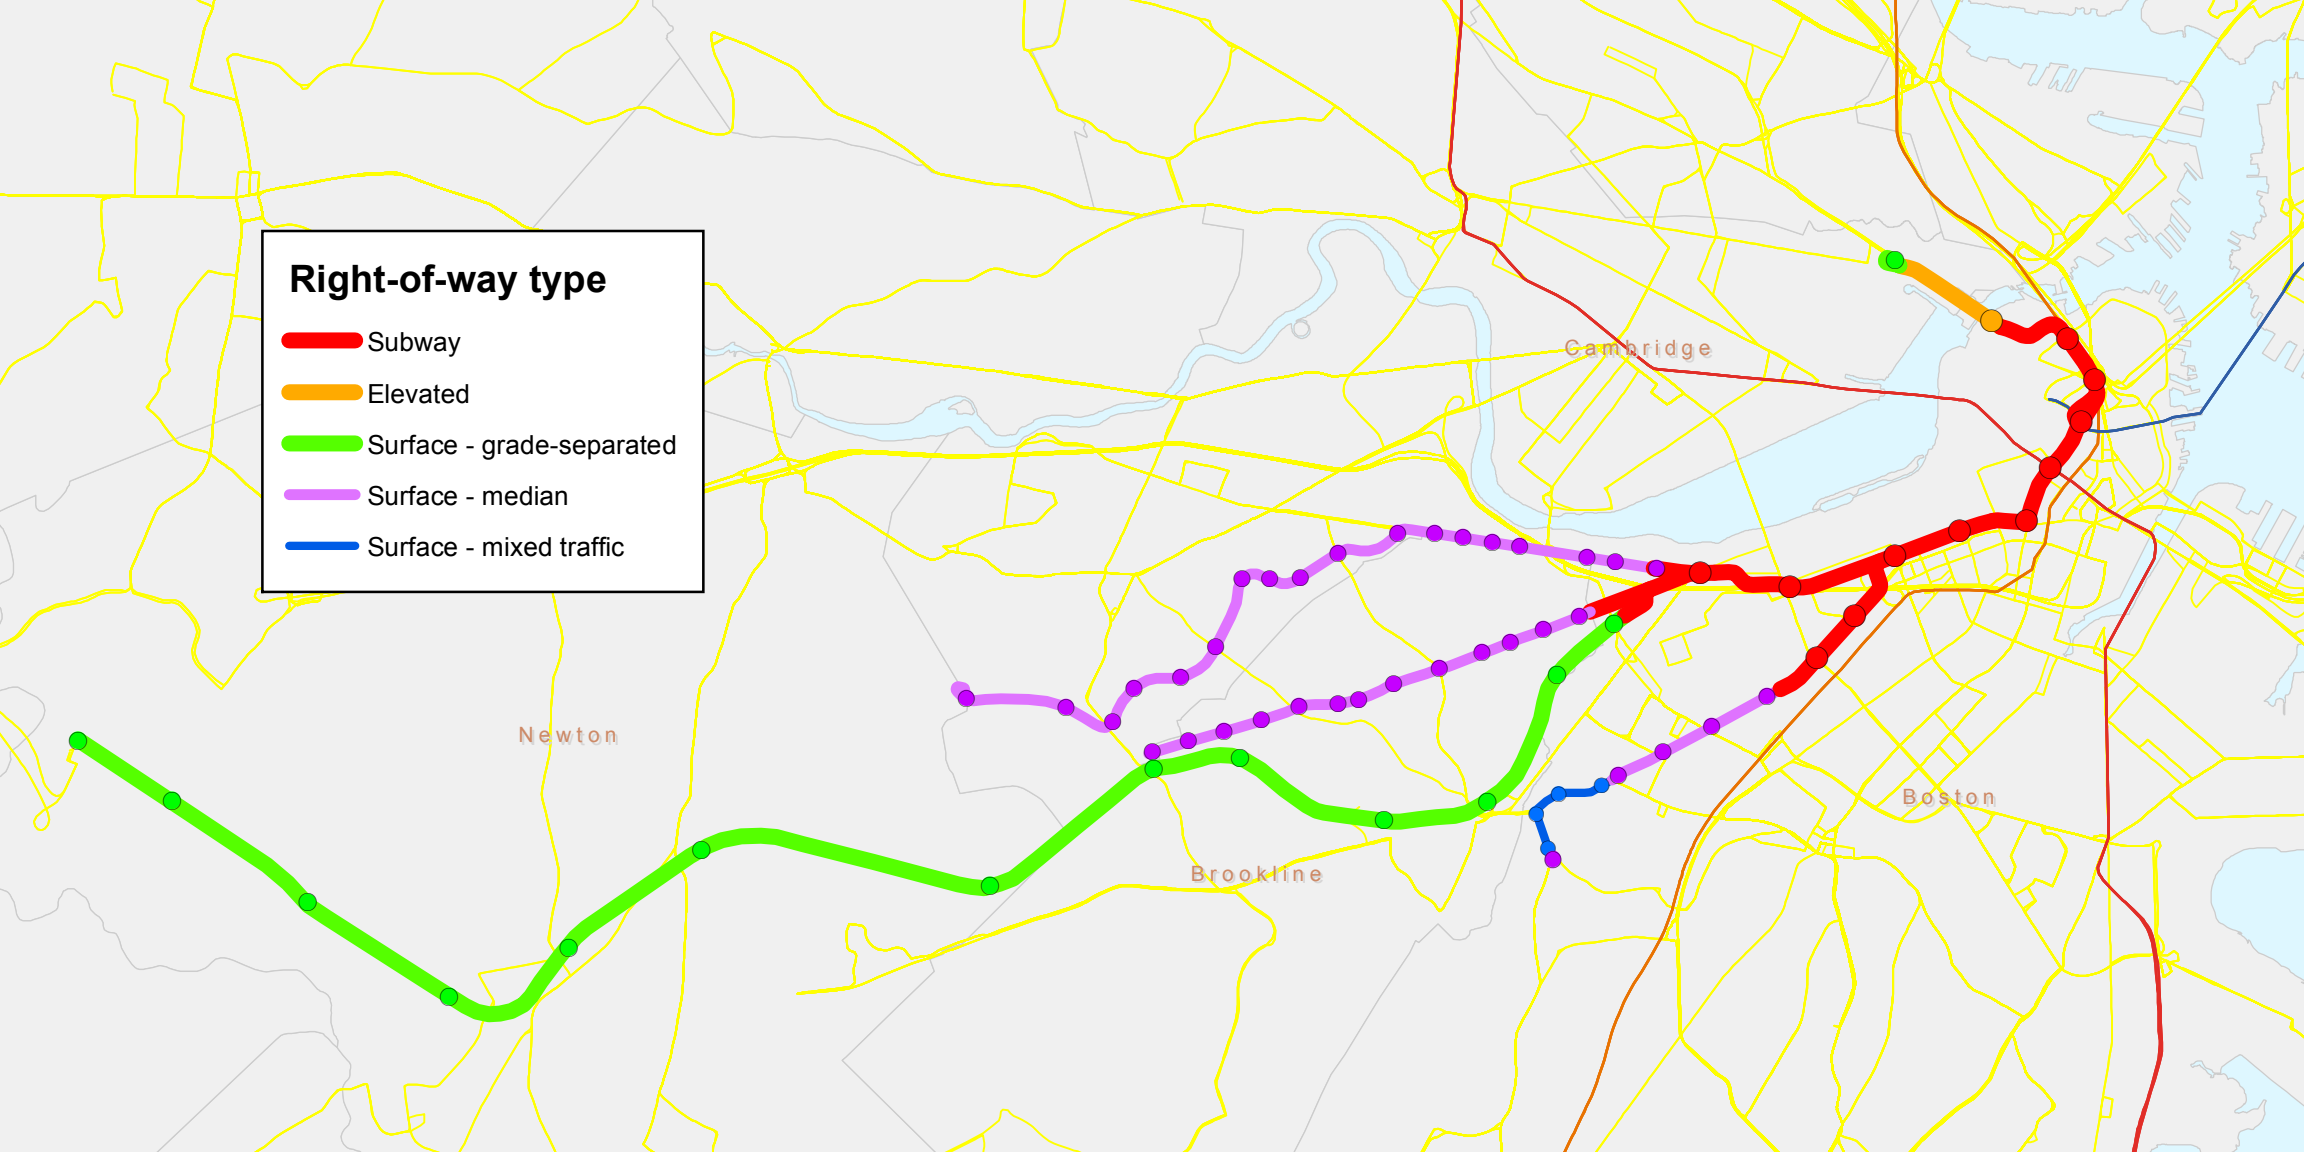 Right-of-way type
Subway
Elevated
Surface - grade-separated
Surface - median
Surface - mixed traffic
Cambridge
Newton
Boston
Brookline